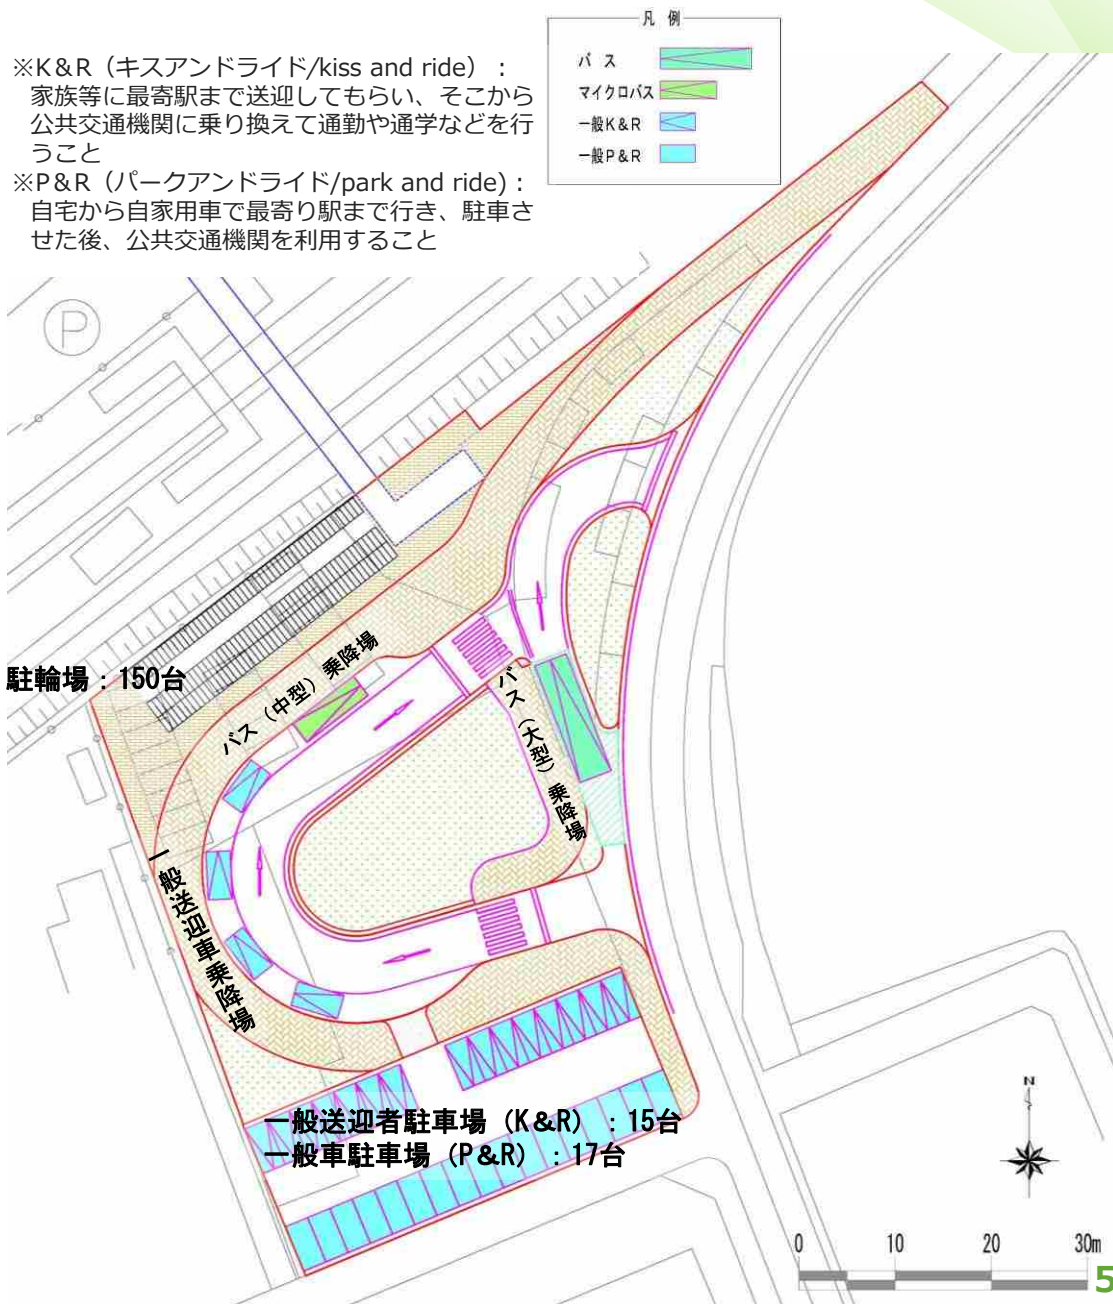 ※K&R（キスアンドライド/kiss and ride）：
家族等に最寄駅まで送迎してもらい、そこから
公共交通機関に乗り換えて通勤や通学などを行
うこと
※P&R（パークアンドライド/park and ride)：
自宅から自家用車で最寄り駅まで行き、駐車さ
せた後、公共交通機関を利用すること
凡 例
バ ス
マイクロバス
一般K&R
一般P&R
P
駐輪場：150台
バス（中型）乗降場
バス（大型）乗降場
一般送迎車乗降場
一般送迎者駐車場（K&R）：15台
一般車駐車場（P&R）：17台
N
0 10 20 30m
5